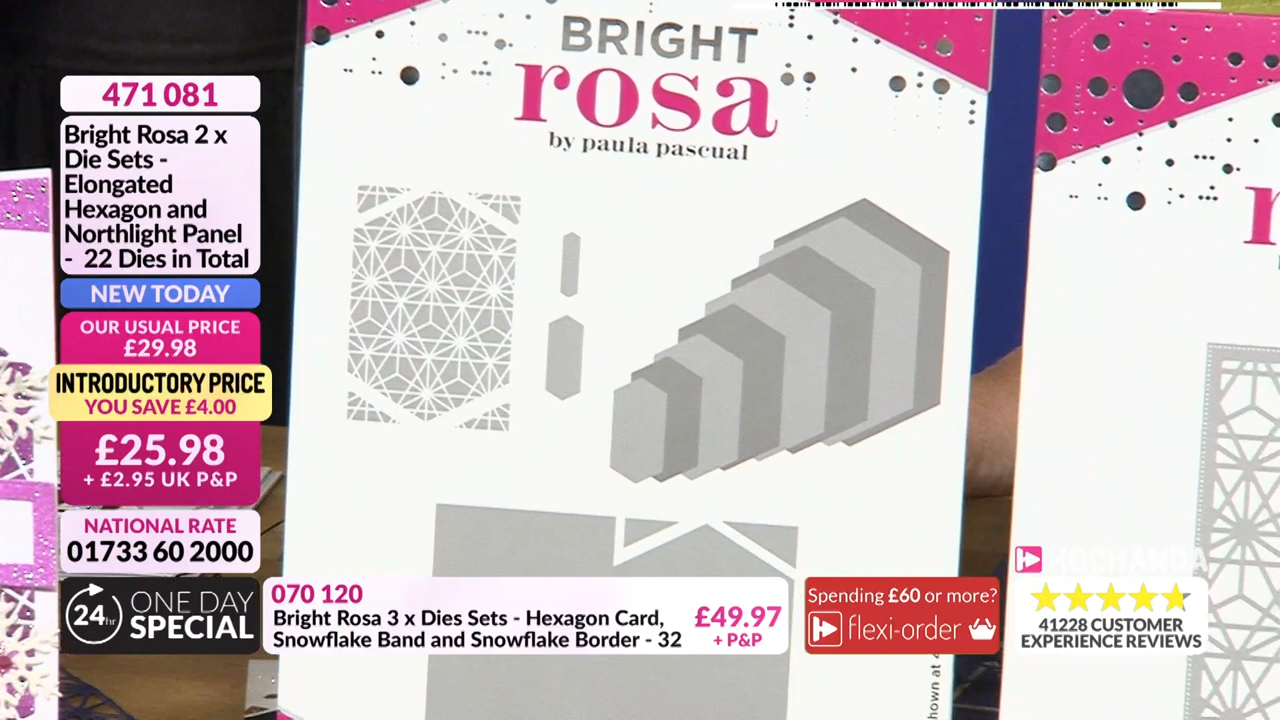 BRIGHT
rosa
by paula pascual
471 081
Bright Rosa 2 x
Die Sets -
Elongated
Hexagon and
Northlight Panel
- 22 Dies in Total
NEW TODAY
OUR USUAL PRICE
£29.98
INTRODUCTORY PRICE
YOU SAVE £4.00
£25.98
+ £2.95 UK P&P
NATIONAL RATE
01733 60 2000
24hr ONE DAY
SPECIAL
070 120
Bright Rosa 3 x Dies Sets - Hexagon Card,
Snowflake Band and Snowflake Border - 32
£49.97
+ P&P
Spending £60 or more?
flexi-order
HOCHANDA
41228 CUSTOMER
EXPERIENCE REVIEWS
hown at